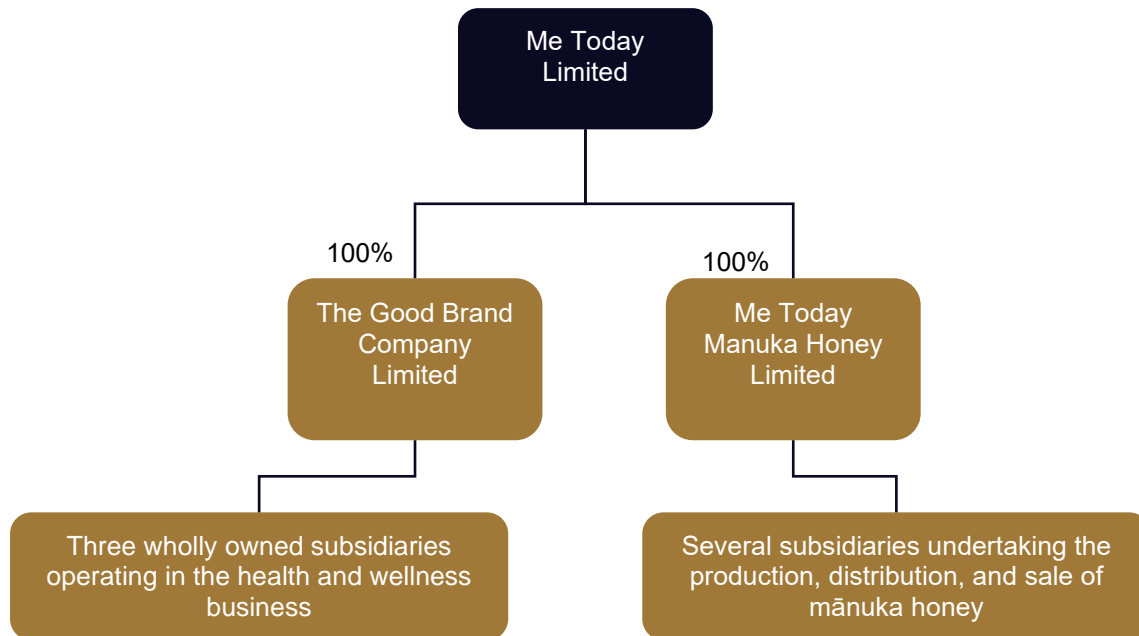 Me Today
Limited
100%
100%
The Good Brand
Company
Limited
Me Today
Manuka Honey
Limited
Three wholly owned subsidiaries
operating in the health and wellness
business
Several subsidiaries undertaking the
production, distribution, and sale of
mānuka honey